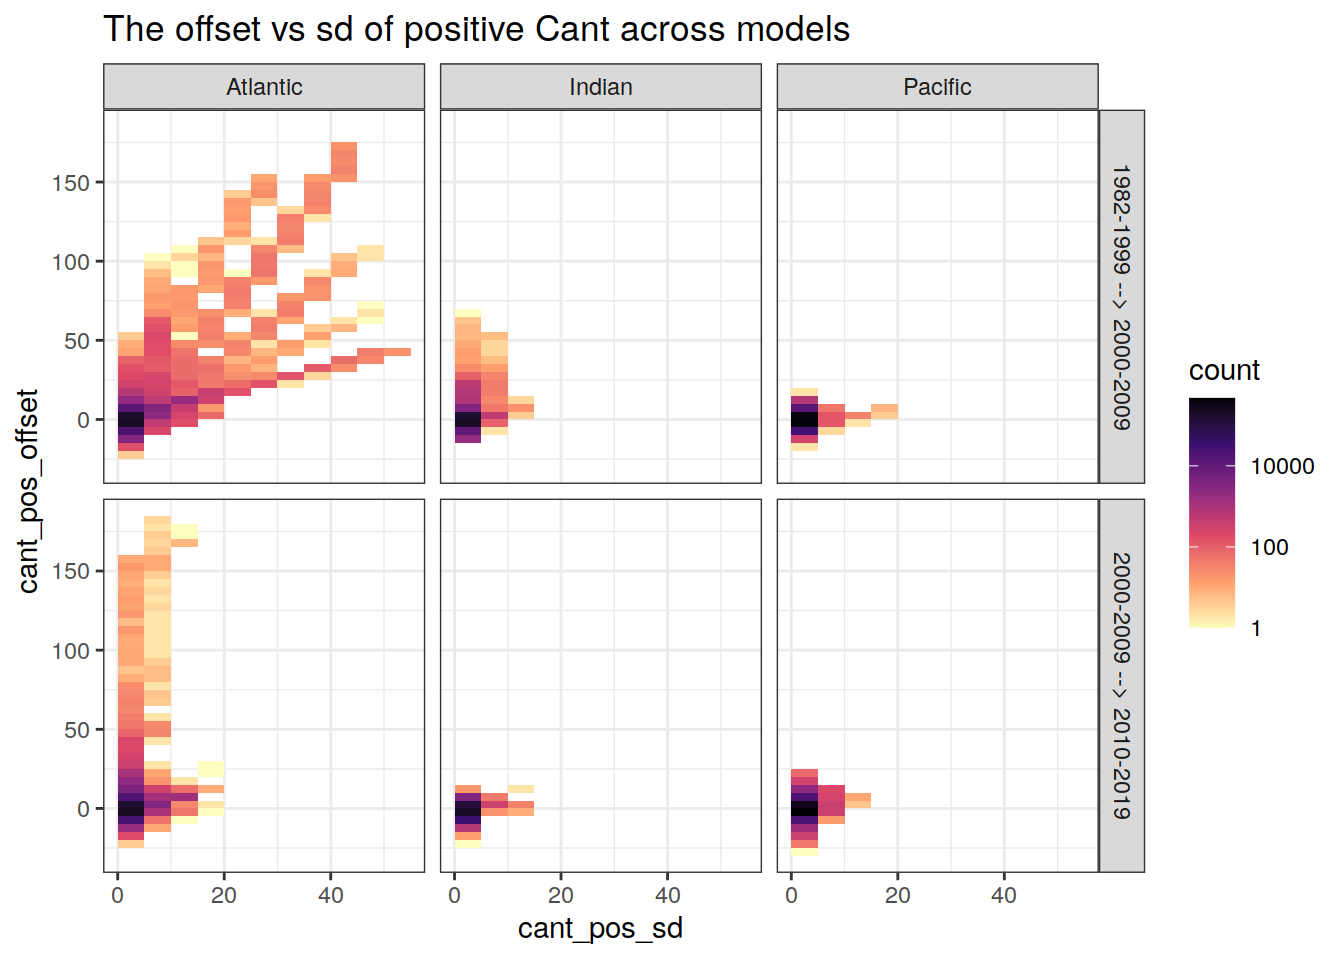 The offset vs sd of positive Cant across models
Atlantic
Indian
Pacific
150
100
50
0
1982-1999 --> 2000-2009
150
100
50
0
2000-2009 --> 2010-2019
cant_pos_offset
0 20 40
0 20 40
0 20 40
cant_pos_sd
count
10000
100
1